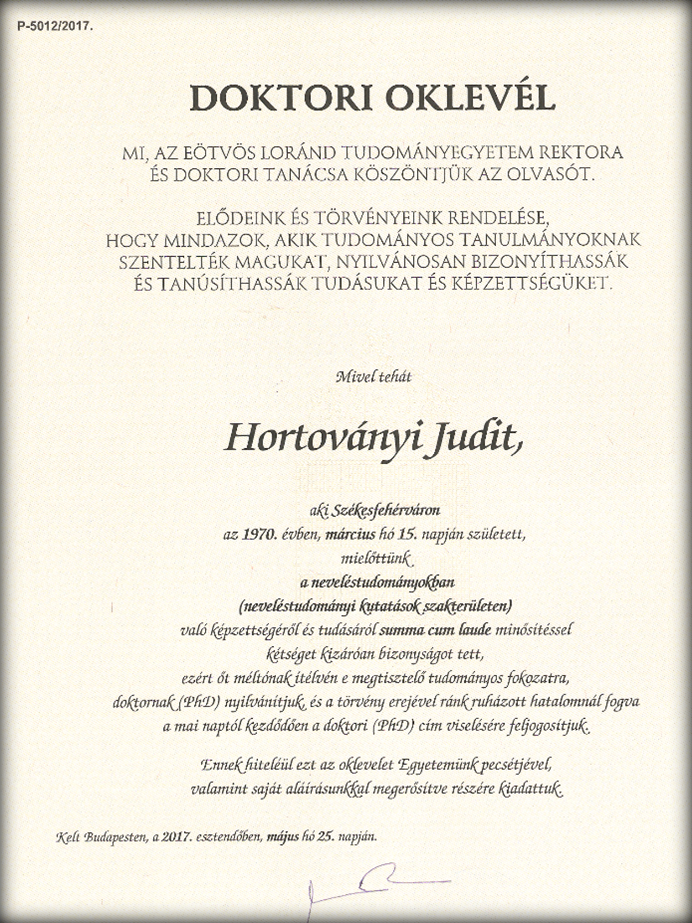 P-5012/2017.
DOKTORI OKLEVÉL
MI, AZ EÖTVÖS LORÁND TUDOMÁNYEGYETEM REKTORA
ÉS DOKTORI TANÁCSA KÖSZÖNTJÜK AZ OLVASÓT.
ELŐDEINK ÉS TÖRVÉNYEINK RENDELÉSE,
HOGY MINDAZOK, AKIK TUDOMÁNYOS TANULMÁNYOKNAK
SZENTELTÉK MAGUKAT, NYILVÁNOSAN BIZONYÍTHASSÁK
ÉS TANÚSÍTHASSÁK TUDÁSUKAT ÉS KÉPZETTSÉGÜKET.
Mivel tehát
Hortoványi Judit,
aki Székesfehérváron
az 1970. évben, március hó 15. napján született,
mielőttünk
a neveléstudományokban
(neveléstudományi kutatások szakterületen)
való képzettségéről és tudásáról summa cum laude minősítéssel
kétséget kizáróan bizonyságot tett,
ezért őt méltónak ítélvén e megtisztelő tudományos fokozatra,
doktornak (PhD) nyilvánítjuk, és a törvény erejével ránk ruházott hatalomnál fogva
a mai naptól kezdődően a doktori (PhD) cím viselésére feljogosítjuk.
Ennek hiteléül ezt az oklevelet Egyetemünk pecsétjével,
valamint saját aláírásunkkal megerősítve részére kiadattuk.
Kelt Budapesten, a 2017. esztendőben, május hó 25. napján.